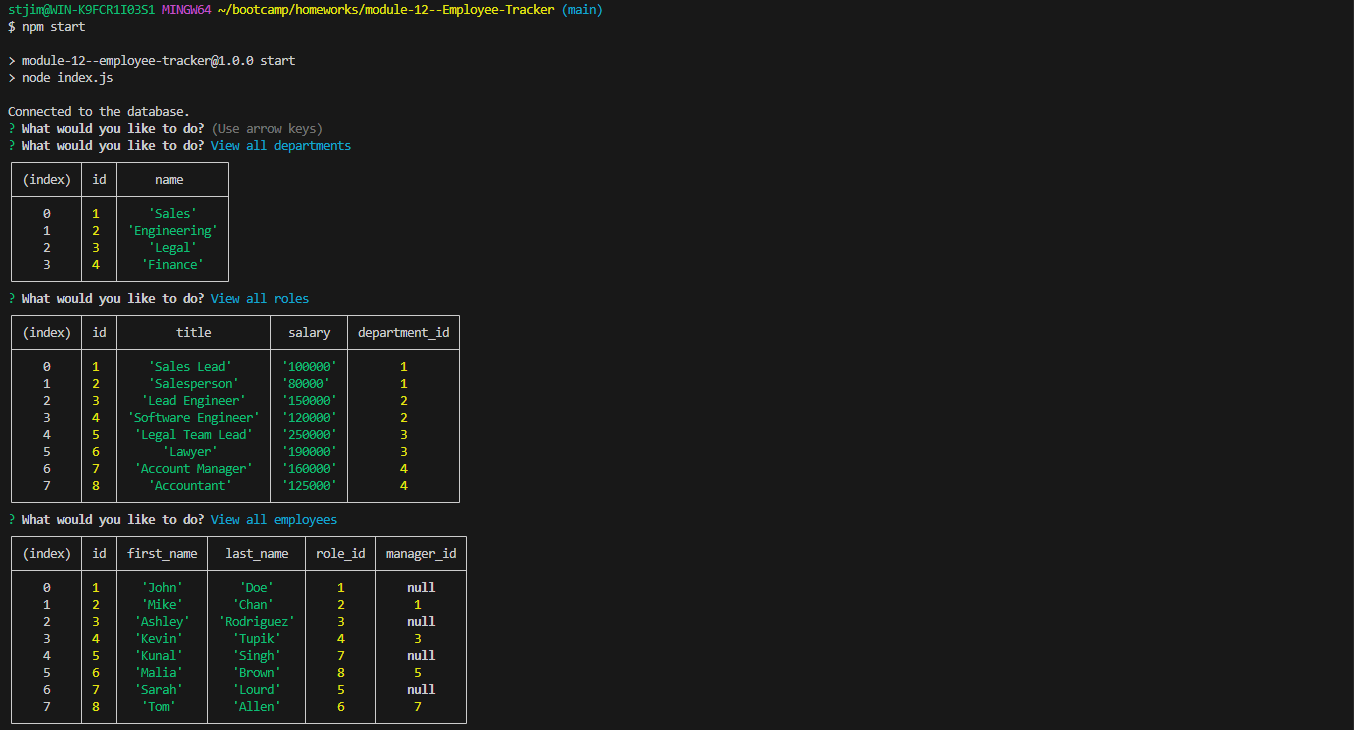 stjim@WIN-K9FCR1I03S1 MINGW64 ~/bootcamp/homeworks/module-12--Employee-Tracker (main)
$ npm start
> module-12--employee-tracker@1.0.0 start
> node index.js
Connected to the database.
? What would you like to do? (Use arrow keys)
? What would you like to do? View all departments
(index) id name
0 1 'Sales'
1 2 'Engineering'
2 3 'Legal'
3 4 'Finance'
? What would you like to do? View all roles
(index) id title salary department_id
0 1 'Sales Lead' '100000' 1
1 2 'Salesperson' '80000' 1
2 3 'Lead Engineer' '150000' 2
3 4 'Software Engineer' '120000' 2
4 5 'Legal Team Lead' '250000' 3
5 6 'Lawyer' '190000' 3
6 7 'Account Manager' '160000' 4
7 8 'Accountant' '125000' 4
? What would you like to do? View all employees
(index) id first_name last_name role_id manager_id
0 1 'John' 'Doe' 1 null
1 2 'Mike' 'Chan' 2 1
2 3 'Ashley' 'Rodriguez' 3 null
3 4 'Kevin' 'Tupik' 4 3
4 5 'Kunal' 'Singh' 7 null
5 6 'Malia' 'Brown' 8 5
6 7 'Sarah' 'Lourd' 5 null
7 8 'Tom' 'Allen' 6 7